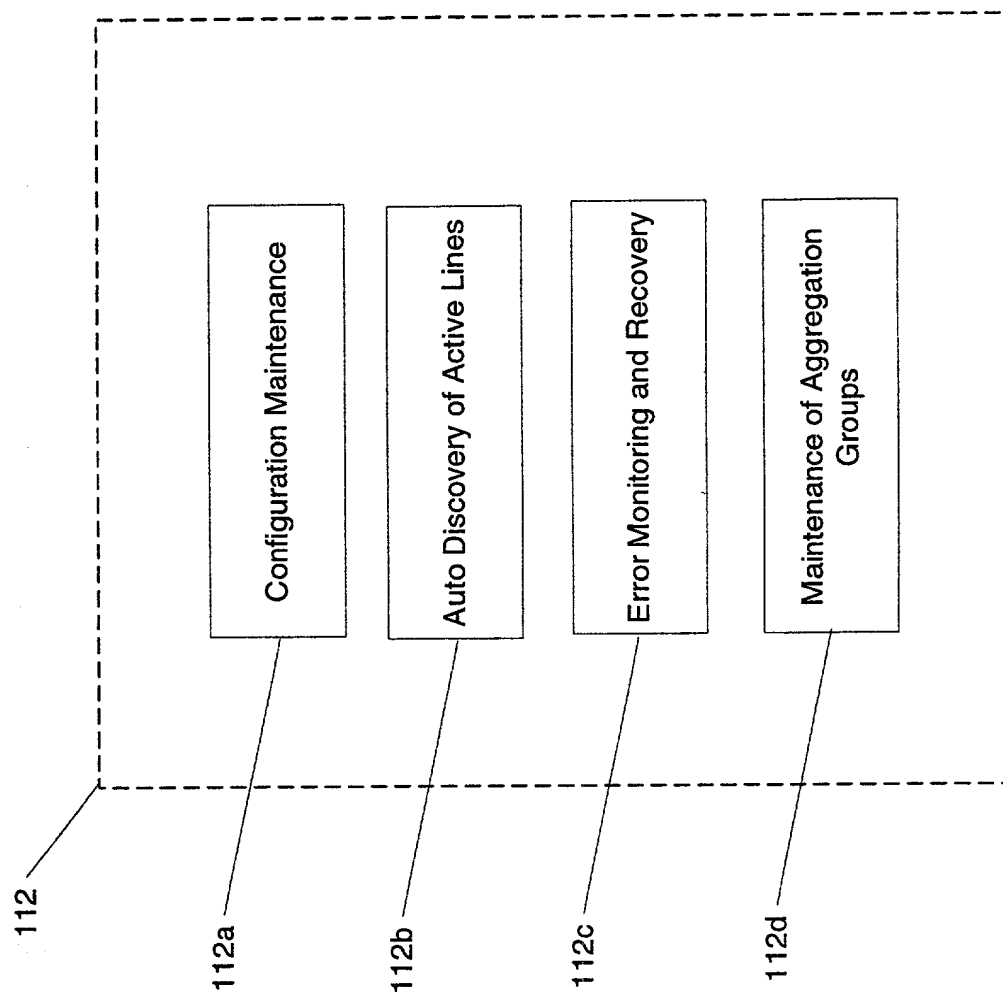 112
112a
Configuration Maintenance
112b
Auto Discovery of Active Lines
112c
Error Monitoring and Recovery
112d
Maintenance of Aggregation
Groups